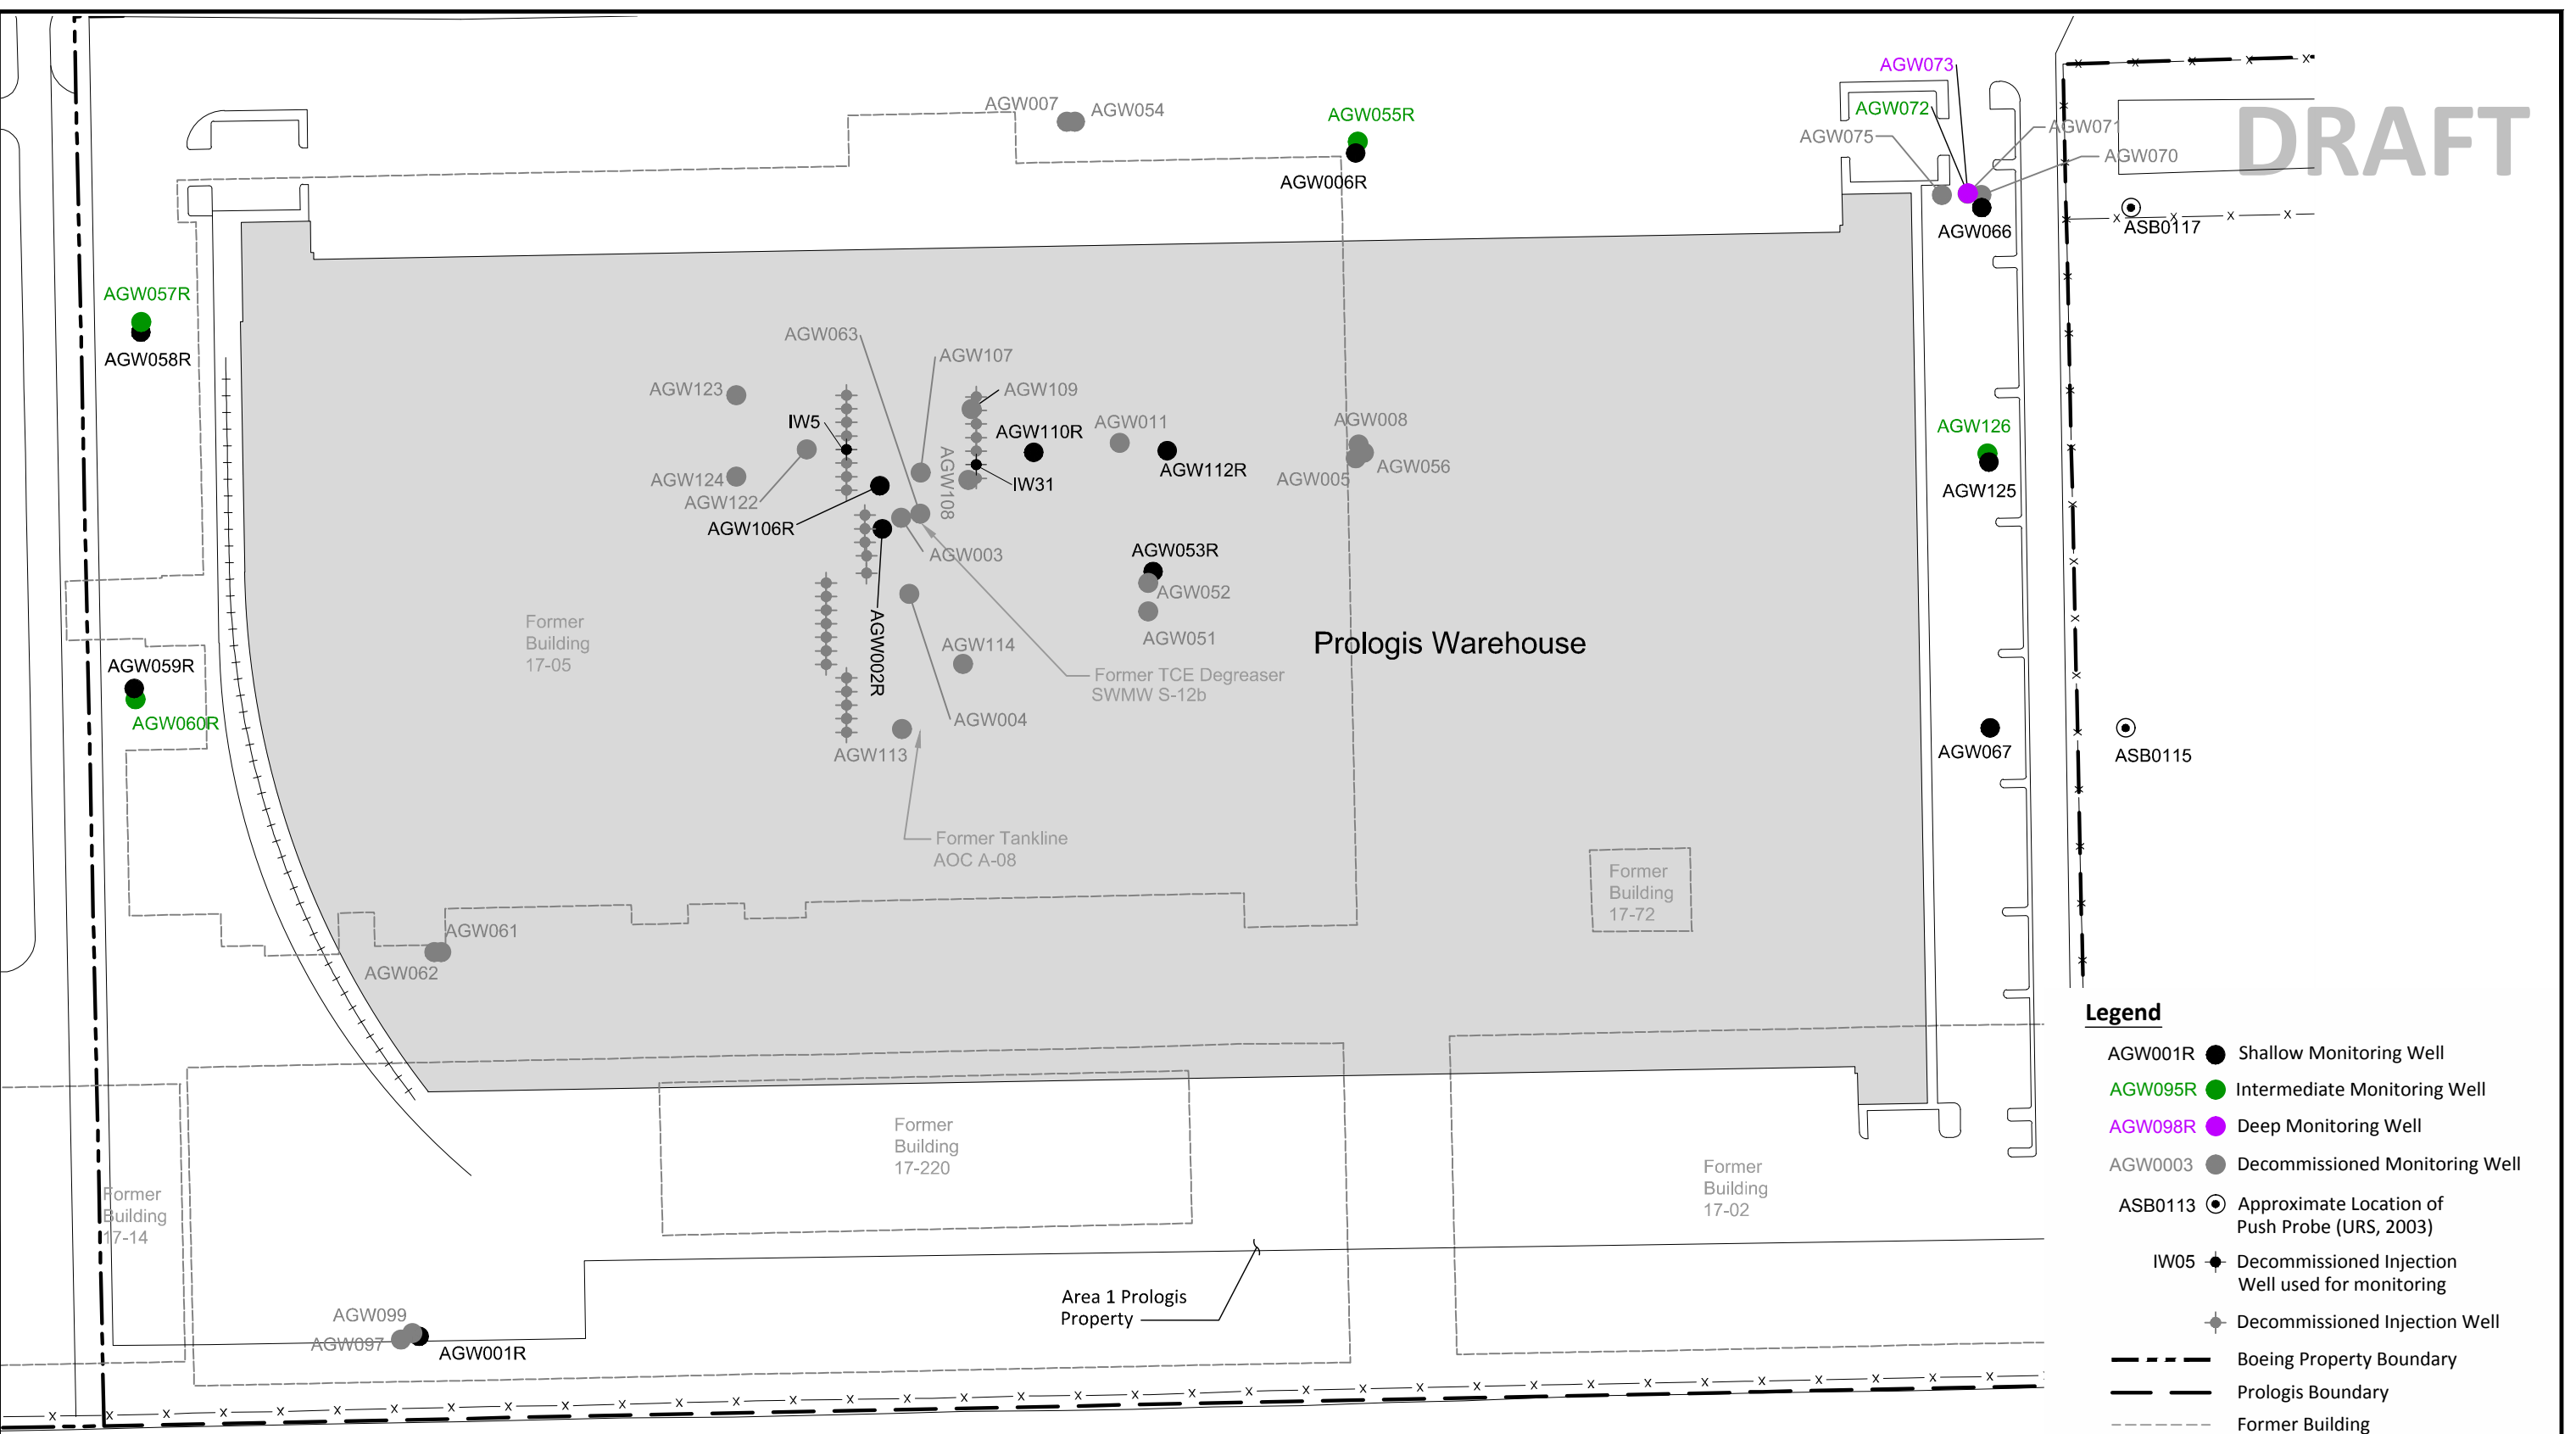 AGW073
AGW072
AGW075
AGW071
AGW070
DRAFT
AGW007
AGW054
AGW055R
AGW006R
AGW066
ASB0117
AGW057R
AGW058R
AGW063
AGW107
AGW123
AGW109
IW5
AGW110R
AGW011
AGW008
AGW126
AGW124
AGW122
AGW108
IW31
AGW112R
AGW005
AGW056
AGW125
AGW106R
AGW003
AGW053R
AGW052
AGW051
Former
Building
17-05
AGW002R
AGW114
Prologis Warehouse
AGW059R
AGW060R
Former TCE Degreaser
SWMW S-12b
AGW004
AGW113
AGW067
ASB0115
Former Tankline
AOC A-08
Former
Building
17-72
AGW061
AGW062
Former
Building
17-220
Former
Building
17-02
Former
Building
17-14
Area 1 Prologis
Property
AGW099
AGW097
AGW001R
Legend
AGW001R Shallow Monitoring Well
AGW095R Intermediate Monitoring Well
AGW098R Deep Monitoring Well
AGW0003 Decommissioned Monitoring Well
ASB0113 Approximate Location of
Push Probe (URS, 2003)
IW05 Decommissioned Injection
Well used for monitoring
Decommissioned Injection Well
Boeing Property Boundary
Prologis Boundary
Former Building